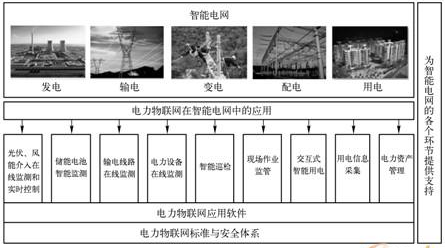 智能电网
发电
输电
变电
配电
用电
电力物联网在智能电网中的应用
光伏、风
能介入在
线监测和
实时控制
储能电池
智能监测
输电线路
在线监测
电力设备
在线监测
智能巡检
现场作业
监管
交互式
智能用电
用电信息
采集
电力资产
管理
电力物联网应用软件
电力物联网标准与安全体系
为智能电网的各个环节提供支持